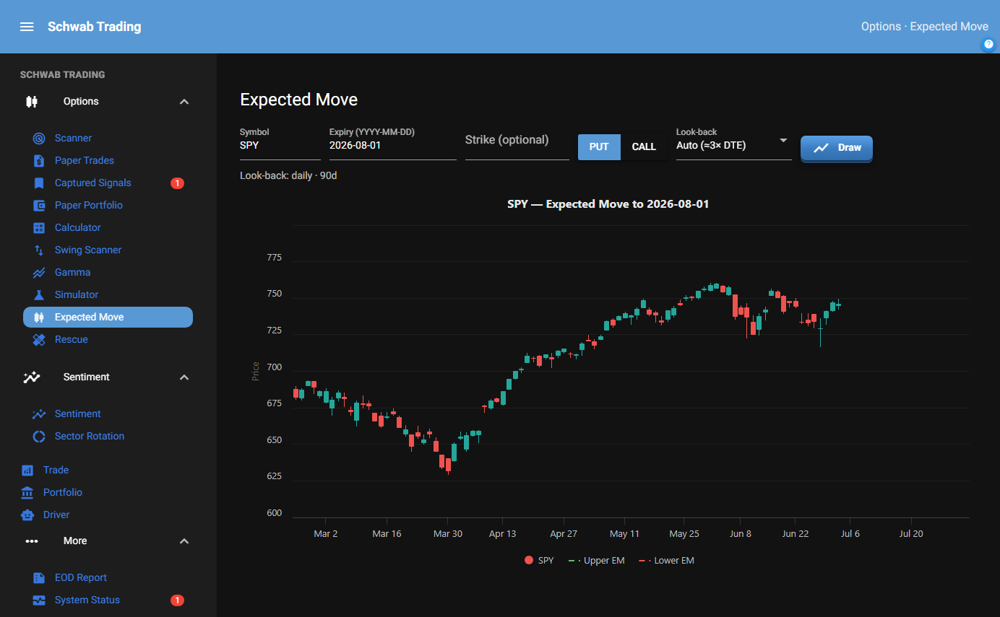 Schwab Trading
Options · Expected Move
?
SCHWAB TRADING
Options
Scanner
Paper Trades
Captured Signals 1
Paper Portfolio
Calculator
Swing Scanner
Gamma
Simulator
Expected Move
Rescue
Sentiment
Sentiment
Sector Rotation
Trade
Portfolio
Driver
More
EOD Report
System Status 1
Expected Move
Symbol
SPY
Expiry (YYYY-MM-DD)
2026-08-01
Strike (optional)
PUT CALL
Look-back
Auto (≈3× DTE)
Draw
Look-back: daily · 90d
SPY — Expected Move to 2026-08-01
Price
775
750
725
700
675
650
625
600
Mar 2 Mar 16 Mar 30 Apr 13 Apr 27 May 11 May 25 Jun 8 Jun 22 Jul 6 Jul 20
SPY Upper EM Lower EM